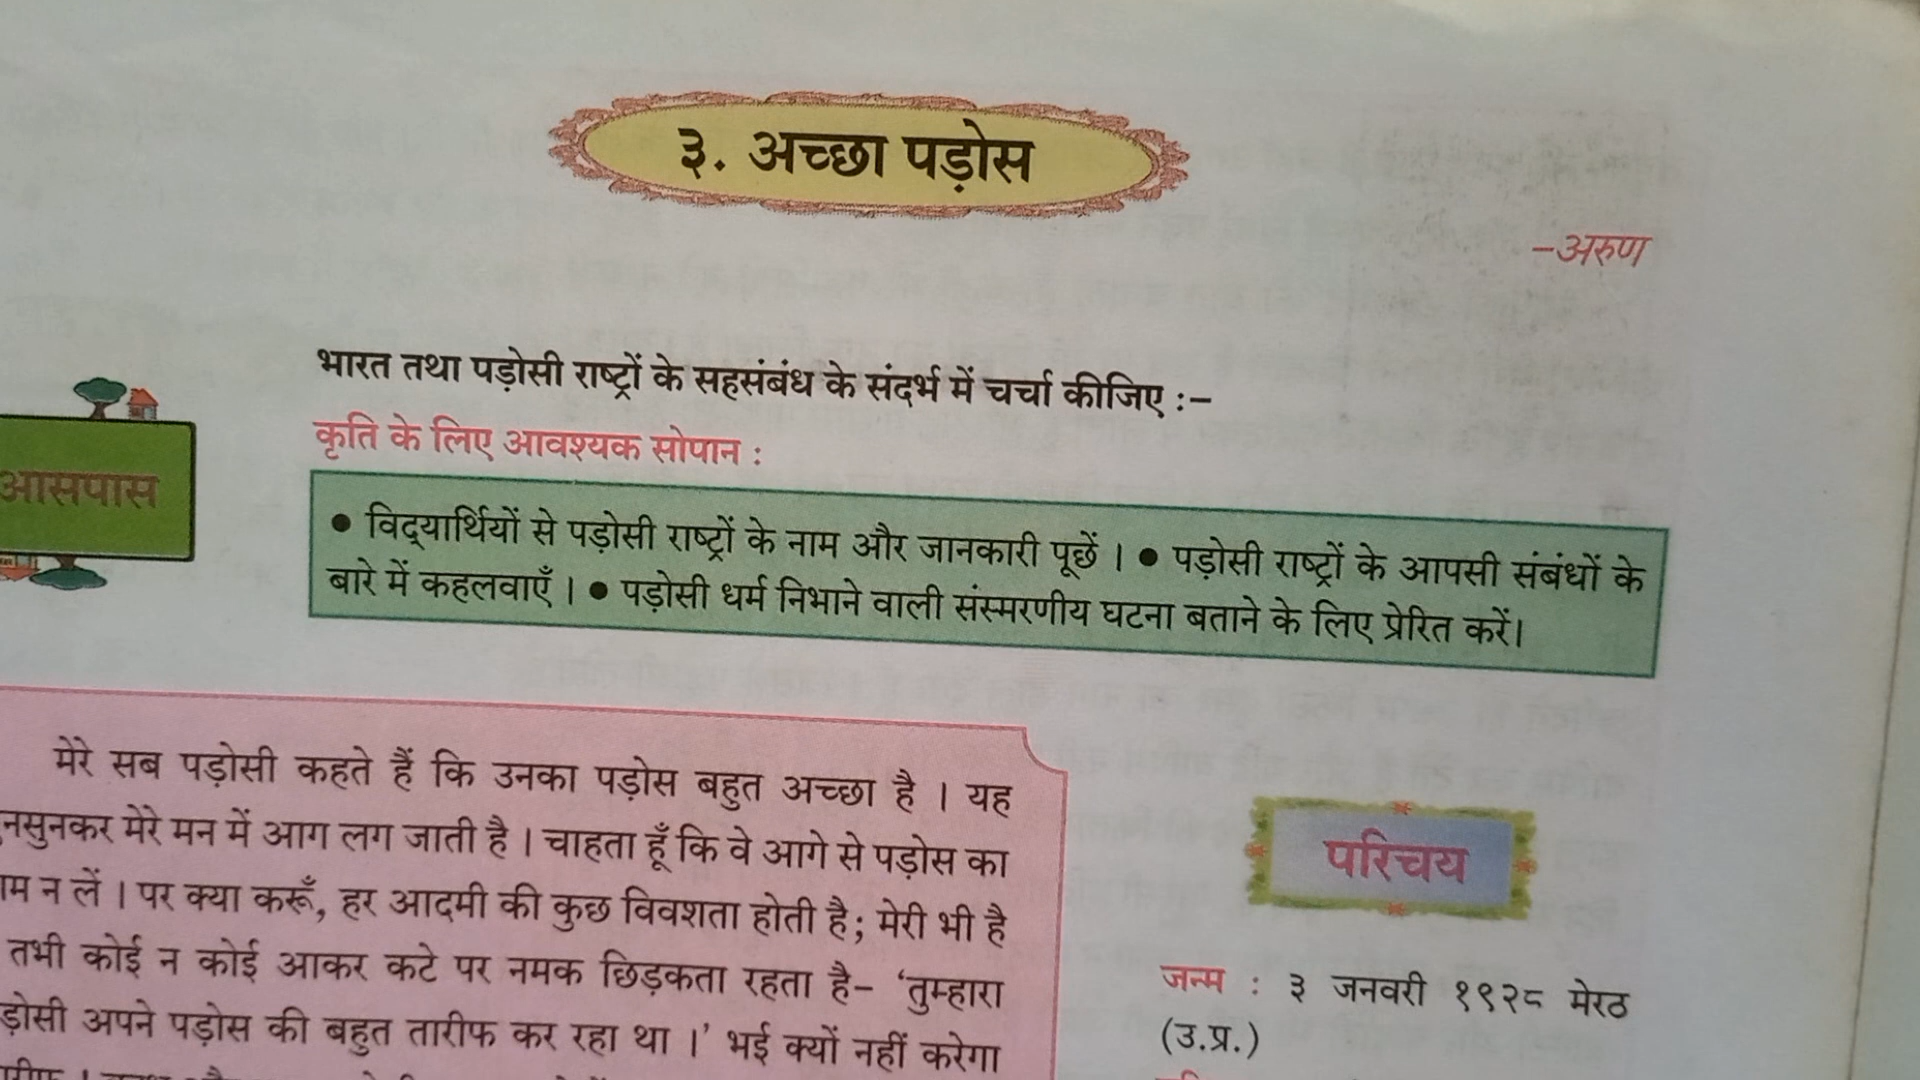 ३. अच्छा पड़ोस
–अरुण
भारत तथा पड़ोसी राष्ट्रों के सहसंबंध के संदर्भ में चर्चा कीजिए :–
कृति के लिए आवश्यक सोपान :
आसपास
● विद्‌यार्थियों से पड़ोसी राष्ट्रों के नाम और जानकारी पूछें । ● पड़ोसी राष्ट्रों के आपसी संबंधों के
बारे में कहलवाएँ । ● पड़ोसी धर्म निभाने वाली संस्मरणीय घटना बताने के लिए प्रेरित करें।
मेरे सब पड़ोसी कहते हैं कि उनका पड़ोस बहुत अच्छा है । यह
मेरे मन में आग लग जाती है । चाहता हूँ कि वे आगे से पड़ोस का
न लें । पर क्या करूँ, हर आदमी की कुछ विवशता होती है; मेरी भी है
तभी कोई न कोई आकर कटे पर नमक छिड़कता रहता है– ‘तुम्हारा
अपने पड़ोस की बहुत तारीफ कर रहा था ।’ भई क्यों नहीं करेगा
परिचय
जन्म : ३ जनवरी १९२८ मेरठ
(उ.प्र.)